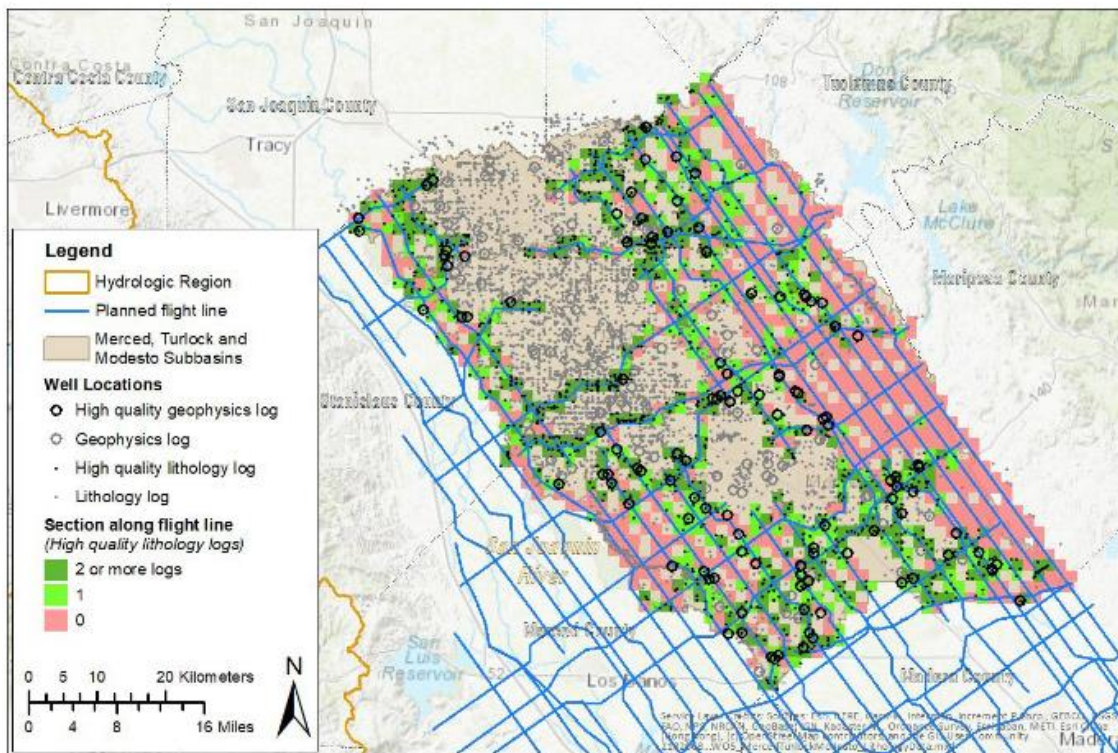 San Joaquin
Contra Costa
Contra Costa County
San Joaquin County
Tuolumne County
Don
Reservoir
108
Tracy
Livermore
Lake
McClure
Mariposa County
140
Stanislaus County
Legend
Hydrologic Region
Planned flight line
Merced, Turlock and
Modesto Subbasins
Well Locations
High quality geophysics log
Geophysics log
High quality lithology log
Lithology log
Section along flight line
(High quality lithology logs)
2 or more logs
1
0
0 5 10 20 Kilometers
0 4 8 16 Miles
N
San Joaquin
River
Merced County
San
Luis
Reservoir
152
Los Banos
Madera County